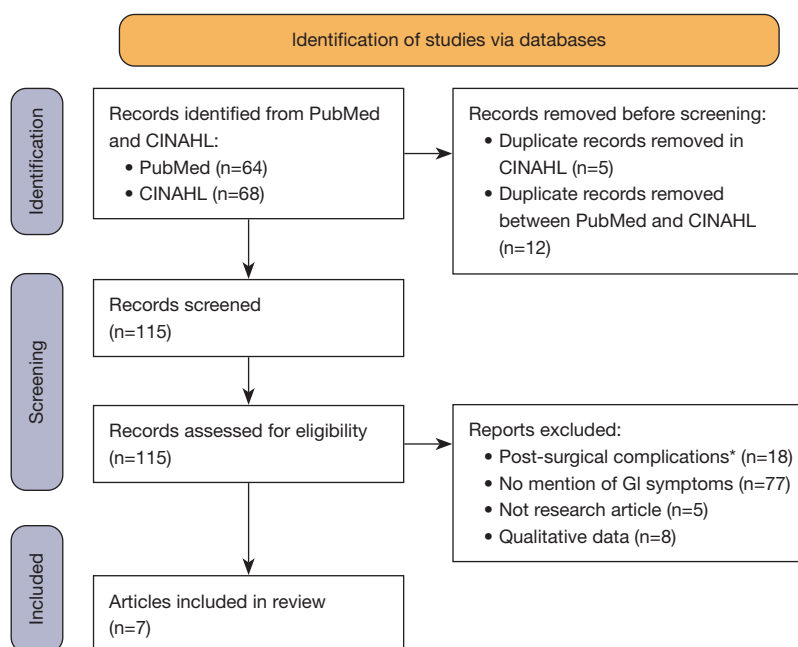 Identification of studies via databases
Identification
Records identified from PubMed
and CINAHL:
• PubMed (n=64)
• CINAHL (n=68)
Records removed before screening:
• Duplicate records removed in
CINAHL (n=5)
• Duplicate records removed
between PubMed and CINAHL
(n=12)
Screening
Records screened
(n=115)
Records assessed for eligibility
(n=115)
Reports excluded:
• Post-surgical complications* (n=18)
• No mention of GI symptoms (n=77)
• Not research article (n=5)
• Qualitative data (n=8)
Included
Articles included in review
(n=7)